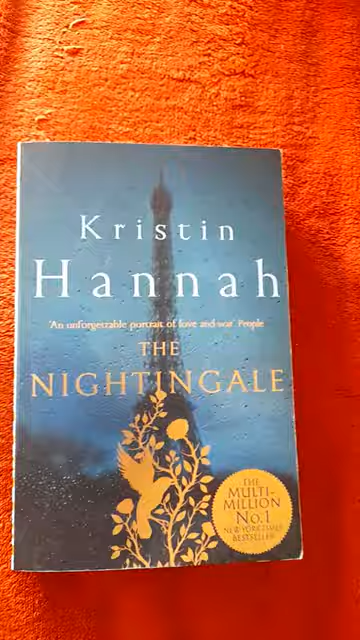 Kristin
Hannah
'An unforgettable portrait of love and war' People
THE
NIGHTINGALE
THE
MULTI-
MILLION
No.1
NEW YORK TIMES
BESTSELLER